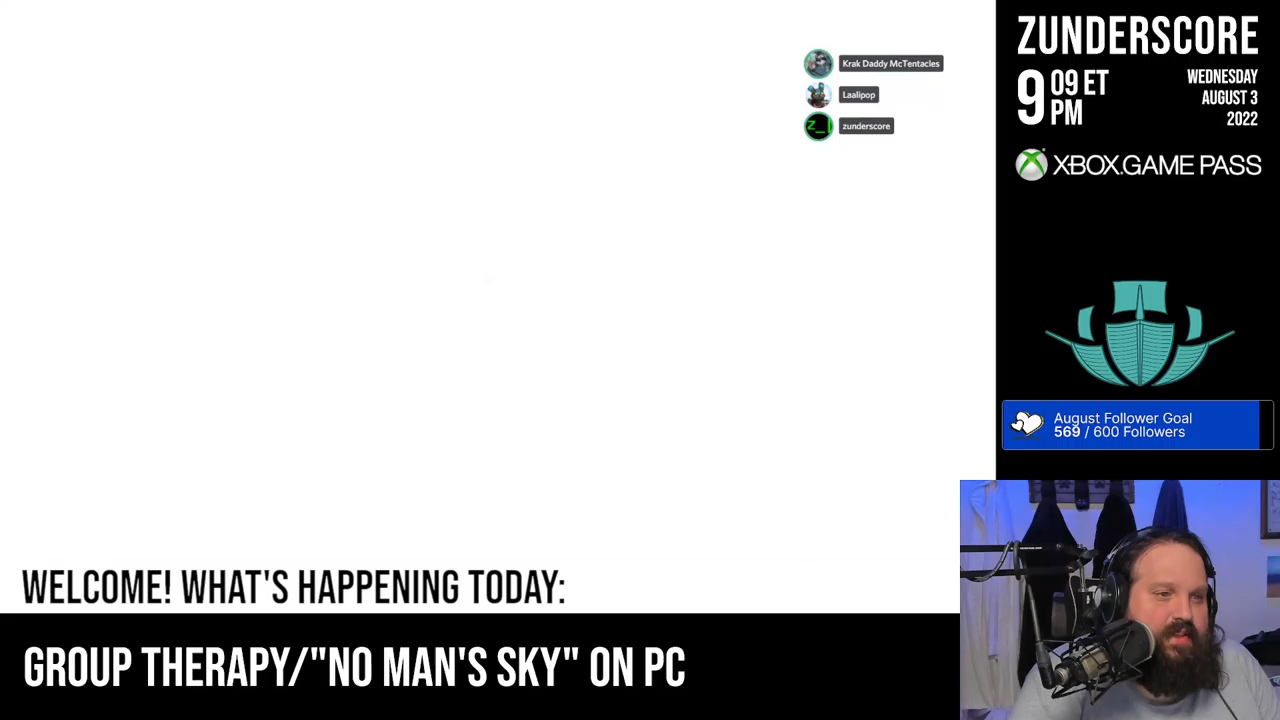 Krak Daddy McTentacles
Laalipop
z_
zunderscore
ZUNDERSCORE
9 09 ET PM
WEDNESDAY
AUGUST 3
2022
XBOX GAME PASS
August Follower Goal
569 / 600 Followers
WELCOME! WHAT'S HAPPENING TODAY:
GROUP THERAPY/"NO MAN'S SKY" ON PC